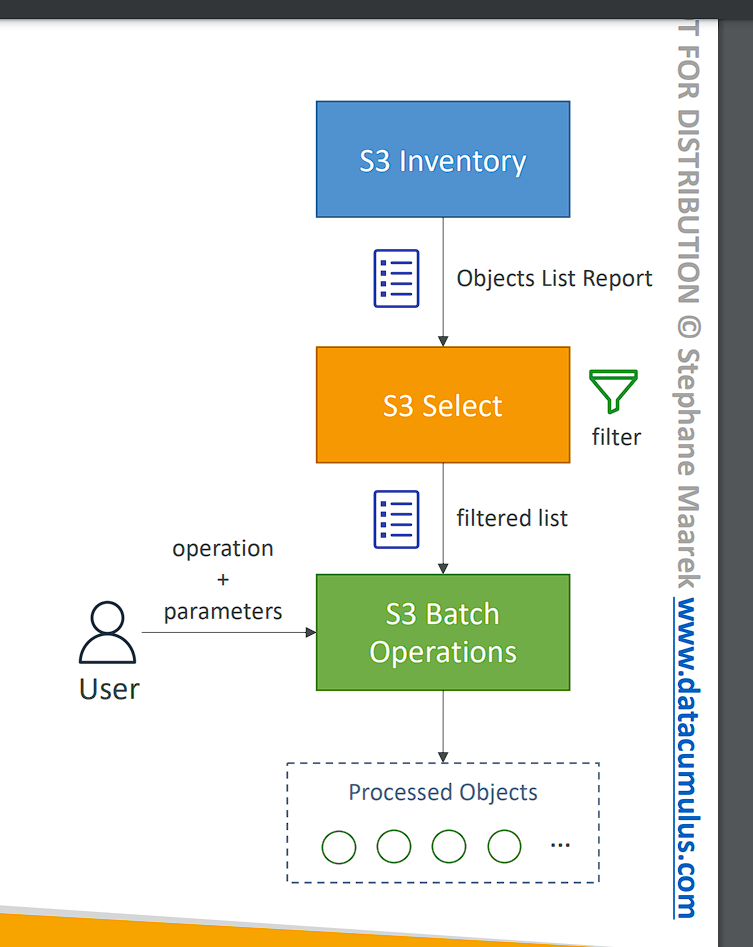 S3 Inventory
Objects List Report
S3 Select
filter
filtered list
operation
+
parameters
S3 Batch
Operations
User
Processed Objects
...
T FOR DISTRIBUTION © Stephane Maarek www.datacumulus.com